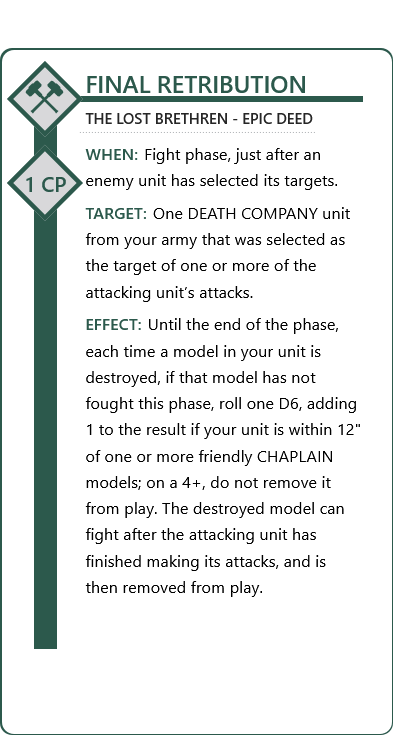 FINAL RETRIBUTION
THE LOST BRETHREN - EPIC DEED
1 CP
WHEN: Fight phase, just after an
enemy unit has selected its targets.
TARGET: One DEATH COMPANY unit
from your army that was selected as
the target of one or more of the
attacking unit’s attacks.
EFFECT: Until the end of the phase,
each time a model in your unit is
destroyed, if that model has not
fought this phase, roll one D6, adding
1 to the result if your unit is within 12"
of one or more friendly CHAPLAIN
models; on a 4+, do not remove it
from play. The destroyed model can
fight after the attacking unit has
finished making its attacks, and is
then removed from play.